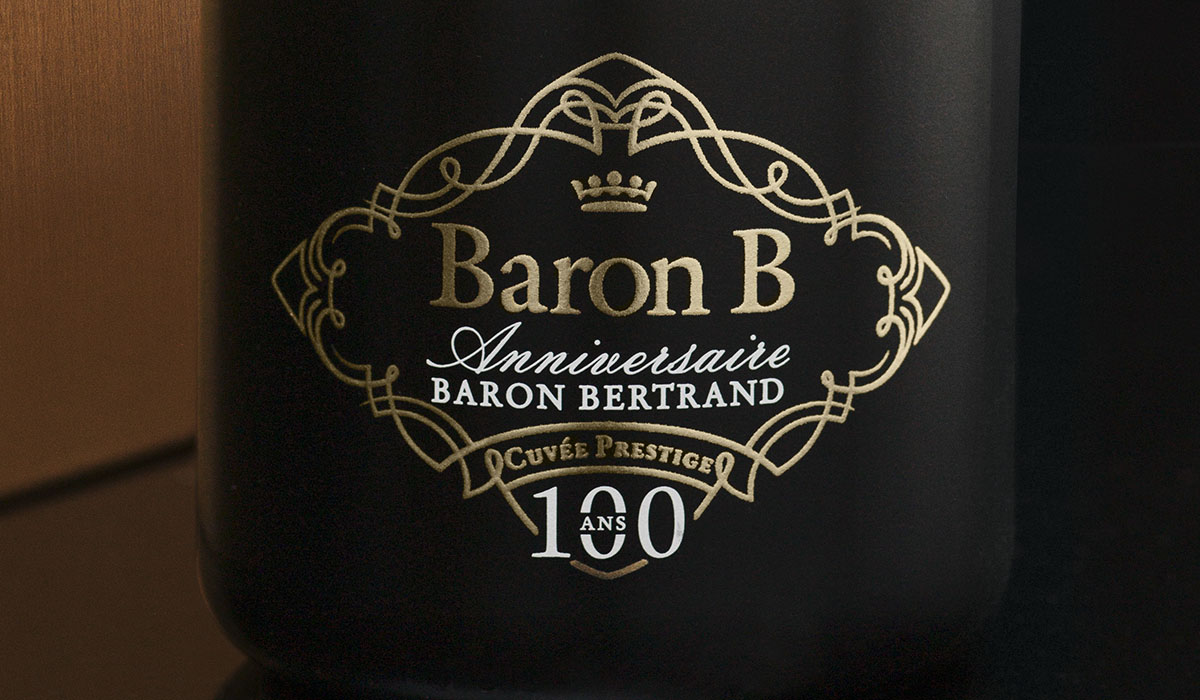 Baron B
Anniversaire
BARON BERTRAND
CUVÉE PRESTIGE
100
ANS